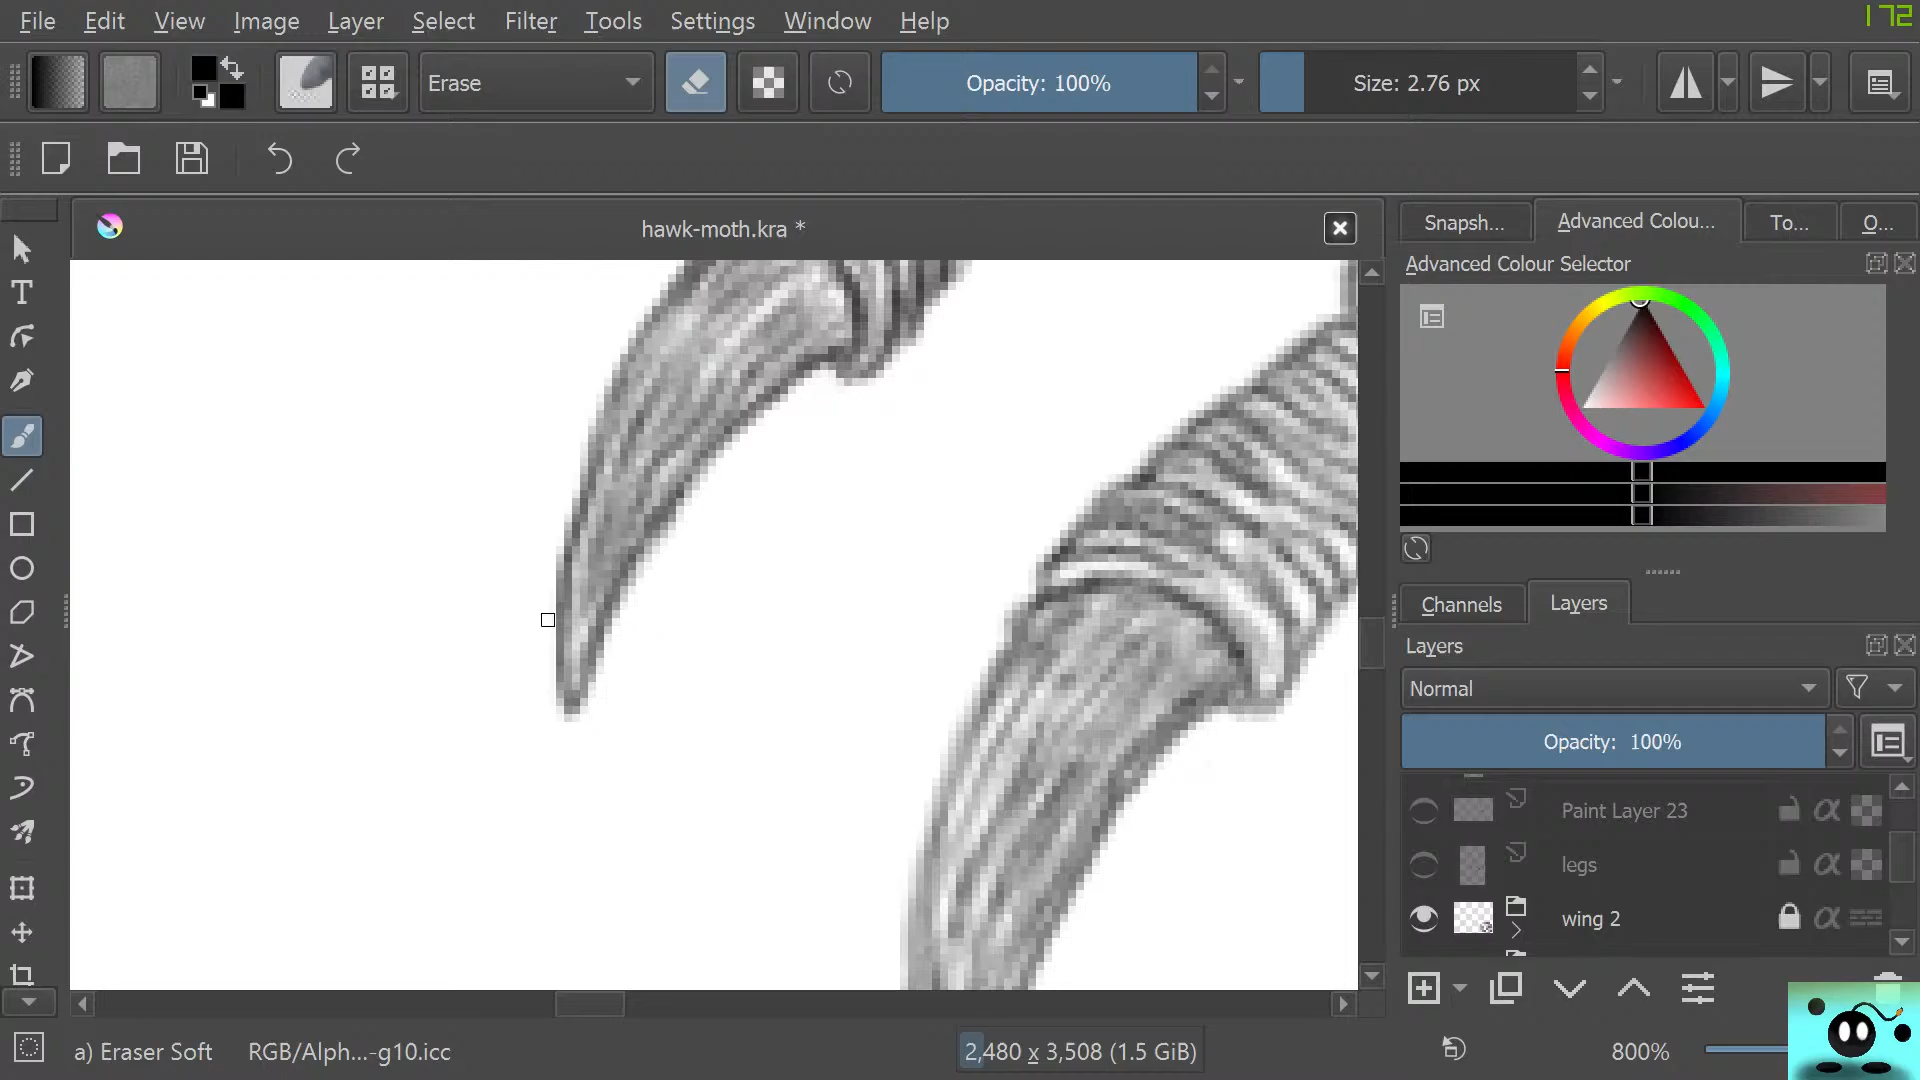 File Edit View Image Layer Select Filter Tools Settings Window Help
172
Erase
Opacity: 100%
Size: 2.76 px
hawk-moth.kra *
Snapsh...
Advanced Colou...
To...
O...
Advanced Colour Selector
Channels
Layers
Layers
Normal
Opacity: 100%
Paint Layer 23
legs
wing 2
a) Eraser Soft
RGB/Alph...-g10.icc
2,480 x 3,508 (1.5 GiB)
800%